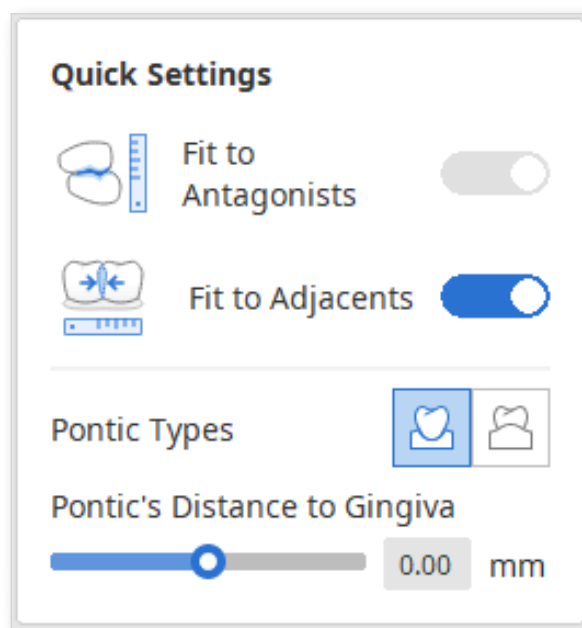 Quick Settings
Fit to
Antagonists
Fit to Adjacents
Pontic Types
Pontic's Distance to Gingiva
0.00 mm